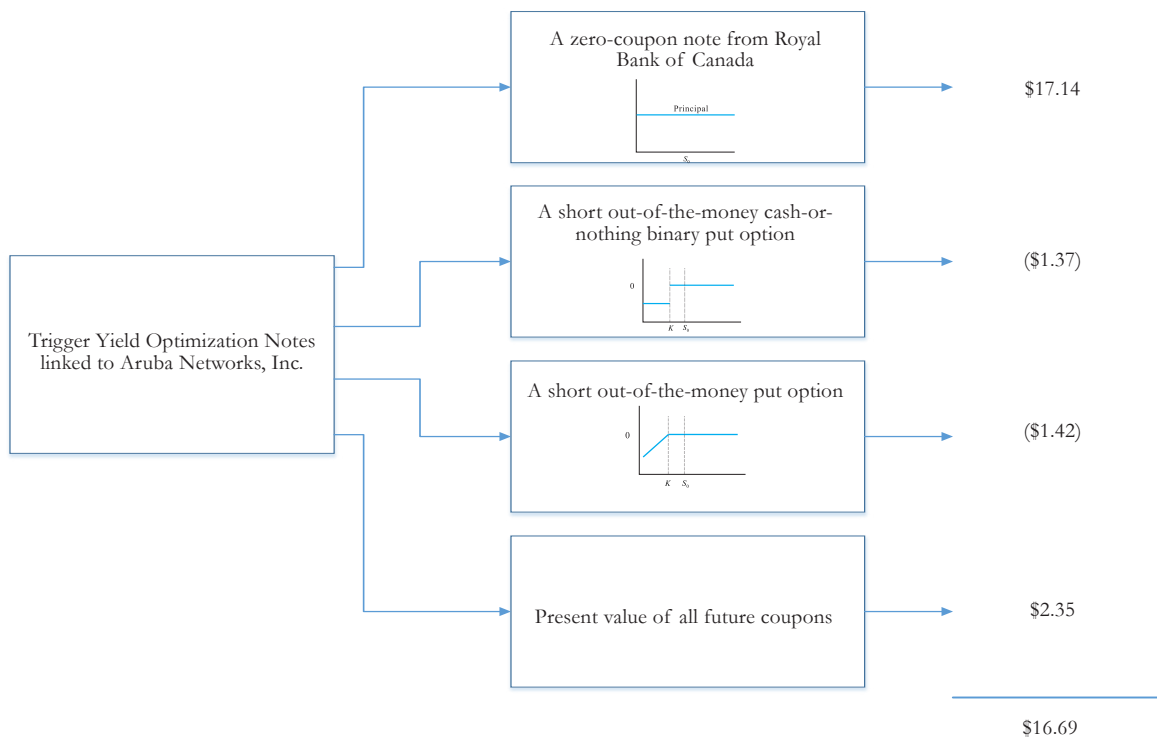 A zero-coupon note from Royal
Bank of Canada
Principal
S₀
$17.14
A short out-of-the-money cash-or-
nothing binary put option
0
K S₀
($1.37)
Trigger Yield Optimization Notes
linked to Aruba Networks, Inc.
A short out-of-the-money put option
0
K S₀
($1.42)
Present value of all future coupons
$2.35
$16.69